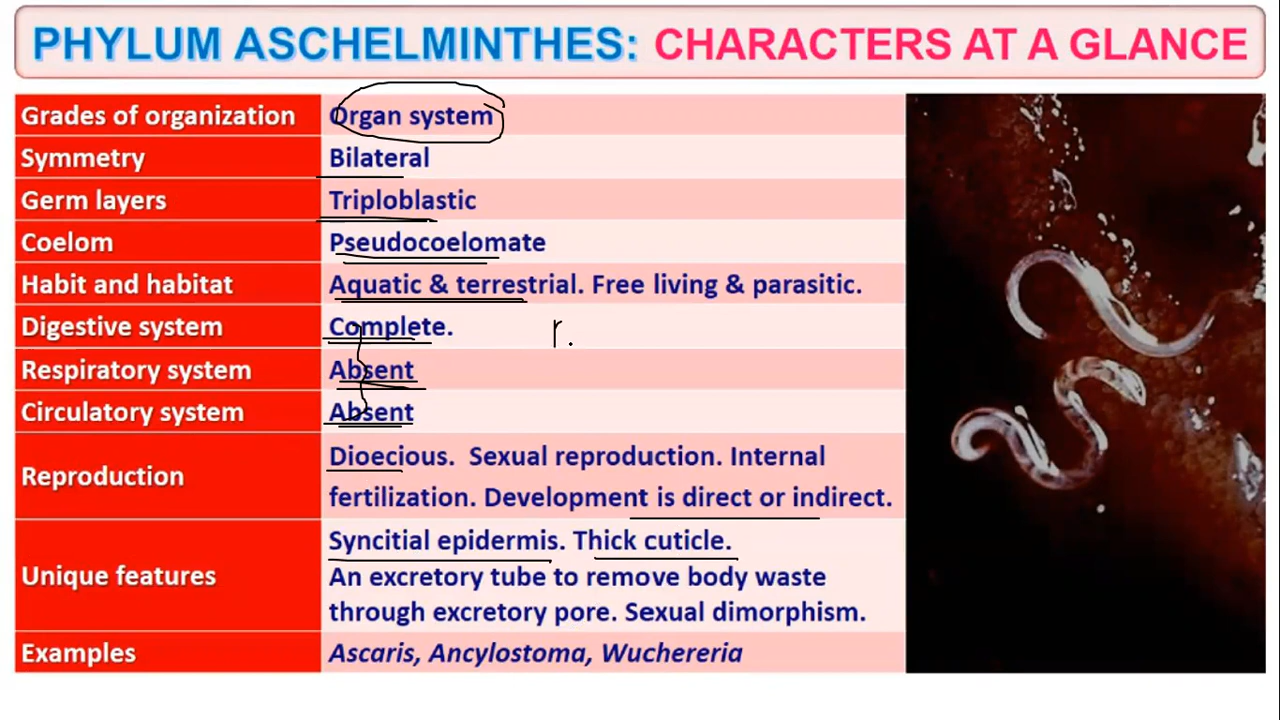 PHYLUM ASCHELMINTHES: CHARACTERS AT A GLANCE
Grades of organization Organ system
Symmetry Bilateral
Germ layers Triploblastic
Coelom Pseudocoelomate
Habit and habitat Aquatic & terrestrial. Free living & parasitic.
Digestive system Complete. r.
Respiratory system Absent
Circulatory system Absent
Reproduction Dioecious. Sexual reproduction. Internal
fertilization. Development is direct or indirect.
Unique features Syncitial epidermis. Thick cuticle.
An excretory tube to remove body waste
through excretory pore. Sexual dimorphism.
Examples Ascaris, Ancylostoma, Wuchereria